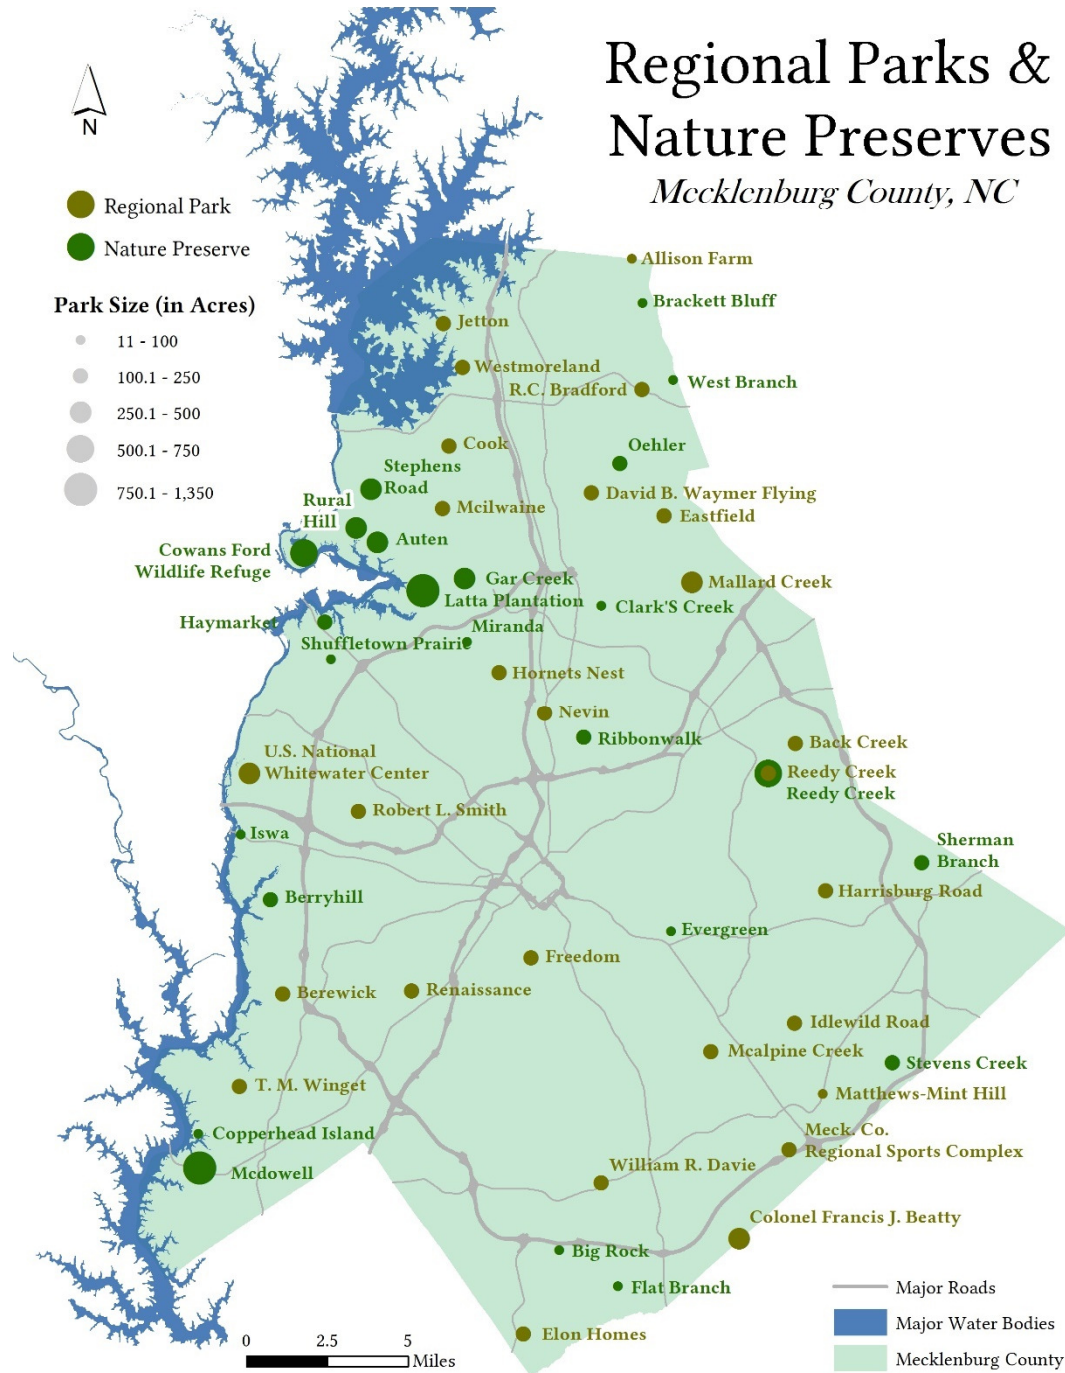 Regional Parks &
Nature Preserves
Mecklenburg County, NC
N
Regional Park
Nature Preserve
Park Size (in Acres)
11 - 100
100.1 - 250
250.1 - 500
500.1 - 750
750.1 - 1,350
Allison Farm
Brackett Bluff
Jetton
Westmoreland
West Branch
R.C. Bradford
Cook
Oehler
Stephens
Road
David B. Waymer Flying
Rural
Hill
Mcilwaine
Eastfield
Auten
Cowans Ford
Wildlife Refuge
Gar Creek
Mallard Creek
Latta Plantation
Clark'S Creek
Haymarket
Miranda
Shuffletown Prairie
Hornets Nest
Nevin
Ribbonwalk
Back Creek
U.S. National
Whitewater Center
Reedy Creek
Reedy Creek
Robert L. Smith
Iswa
Sherman
Branch
Berryhill
Harrisburg Road
Evergreen
Freedom
Berewick
Renaissance
Idlewild Road
Mcalpine Creek
Stevens Creek
T. M. Winget
Matthews-Mint Hill
Copperhead Island
Meck. Co.
Regional Sports Complex
Mcdowell
William R. Davie
Colonel Francis J. Beatty
Big Rock
Flat Branch
Elon Homes
0 2.5 5
Miles
Major Roads
Major Water Bodies
Mecklenburg County